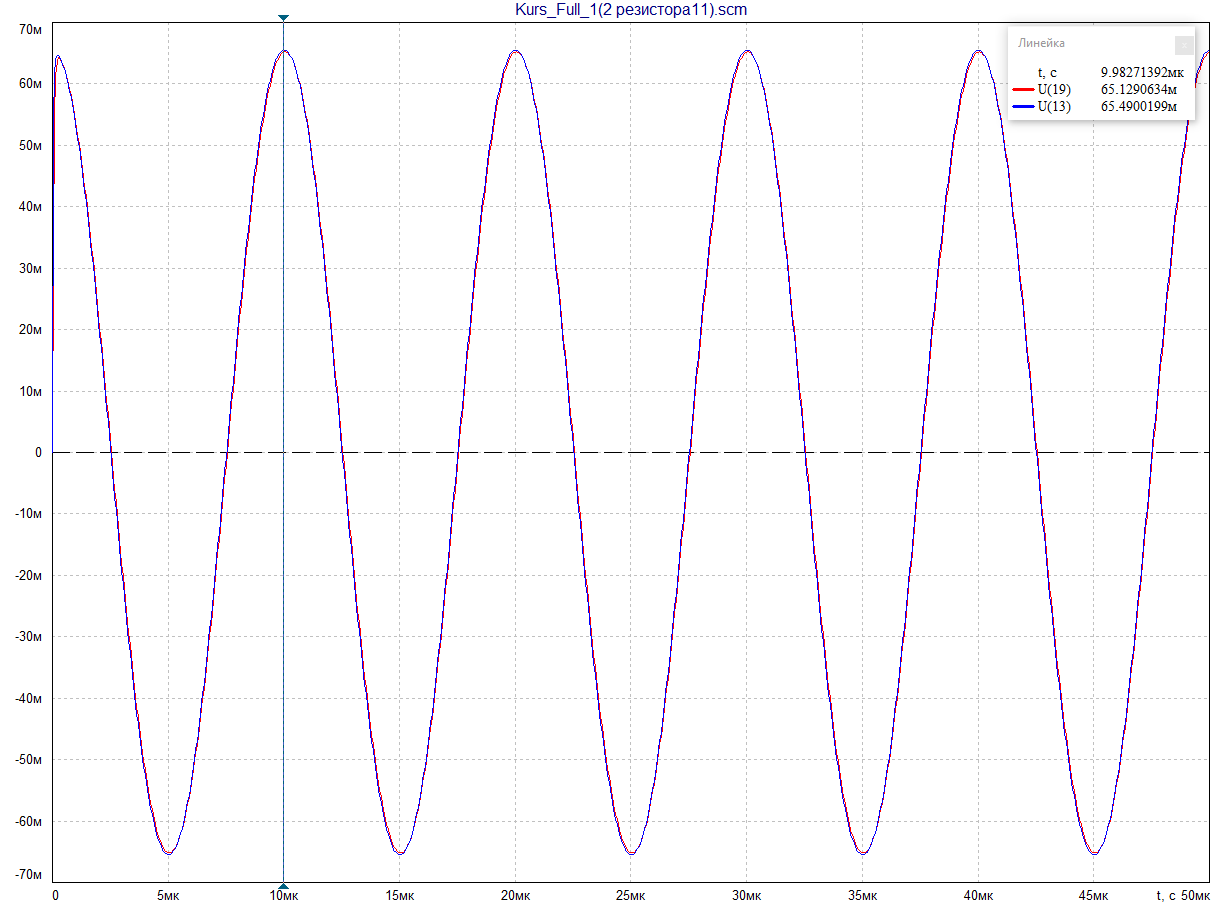 Kurs_Full_1(2 резистора11).scm
Линейка
x
t, с 9.98271392мк
U(19) 65.1290634м
U(13) 65.4900199м
70м
60м
50м
40м
30м
20м
10м
0
-10м
-20м
-30м
-40м
-50м
-60м
-70м
0 5мк 10мк 15мк 20мк 25мк 30мк 35мк 40мк 45мк t, с 50мк